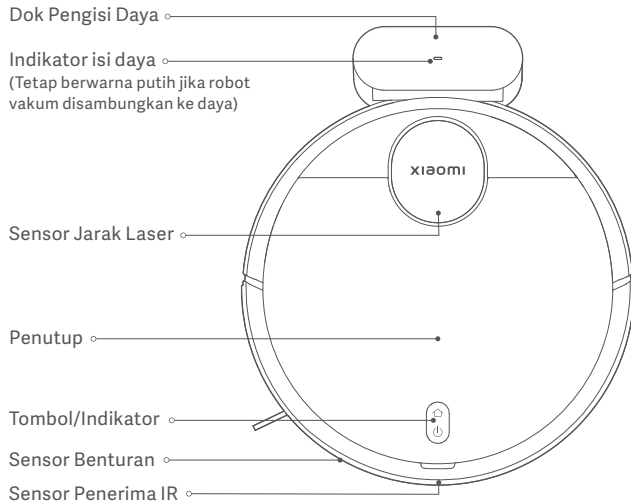 Dok Pengisi Daya
Indikator isi daya
(Tetap berwarna putih jika robot
vakum disambungkan ke daya)
xiaomi
Sensor Jarak Laser
Penutup
Tombol/Indikator
Sensor Benturan
Sensor Penerima IR